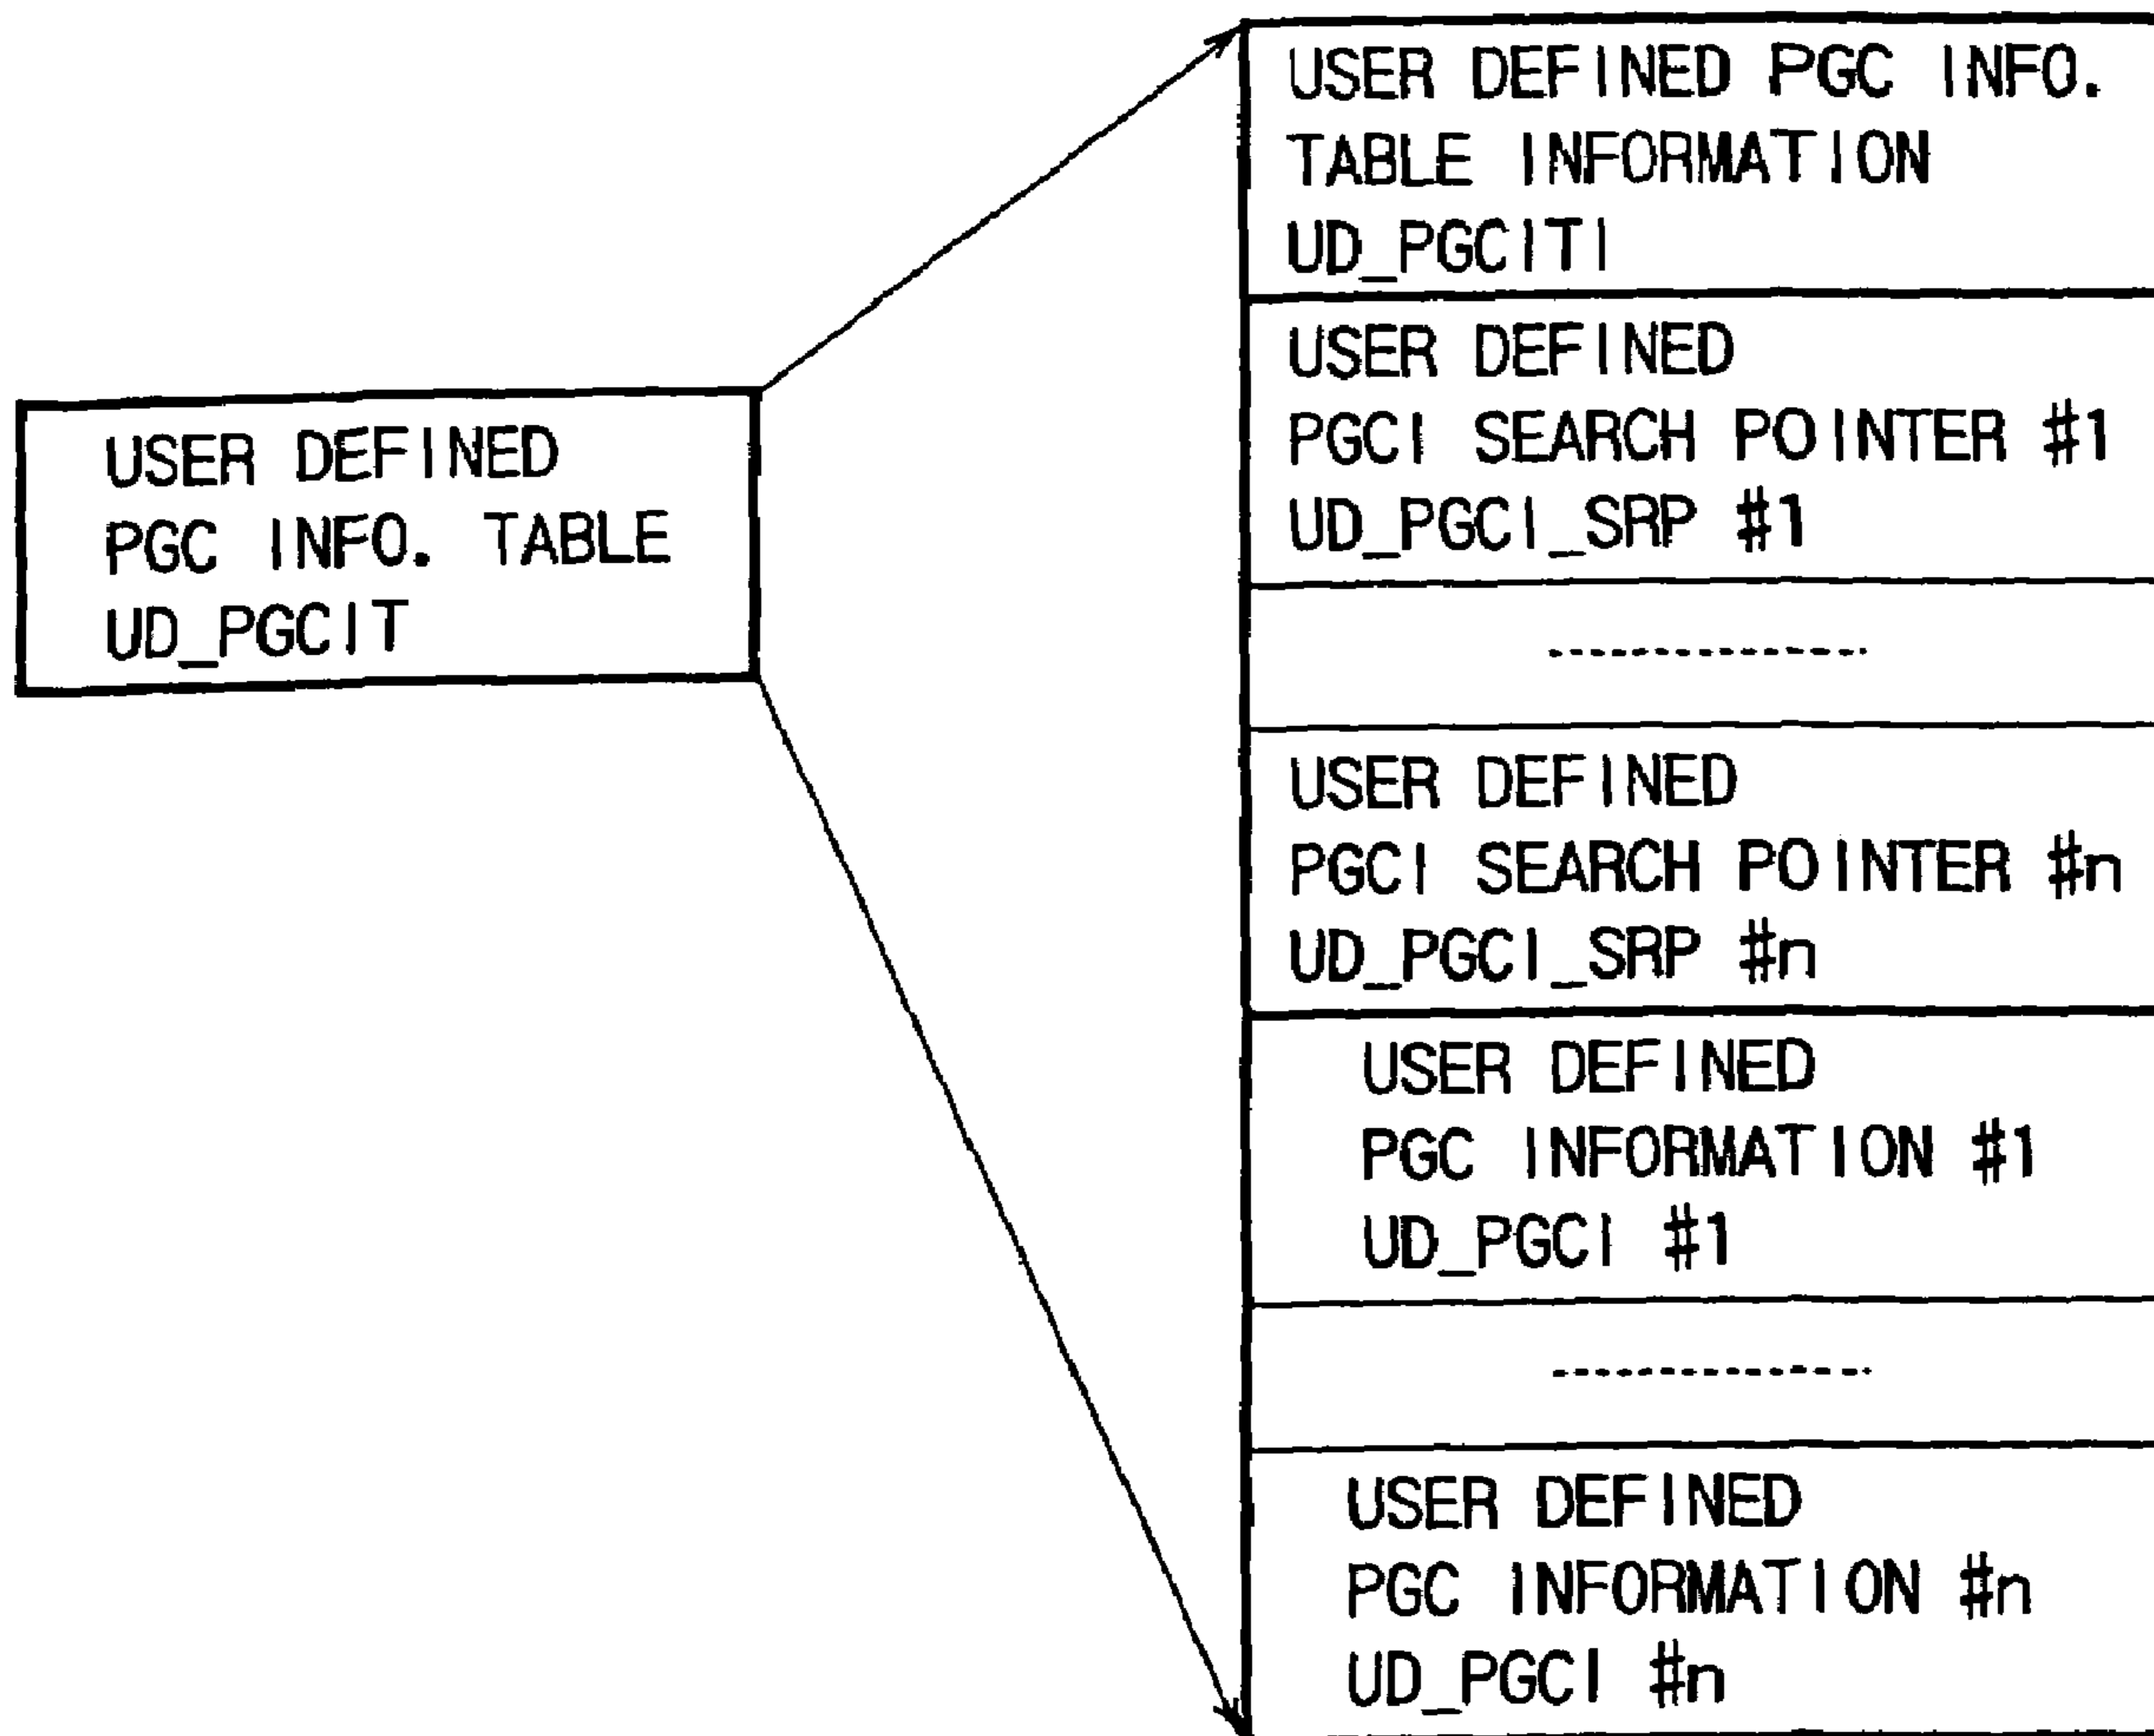 USER DEFINED
PGC INFO. TABLE
UD_PGCIT
USER DEFINED PGC INFO.
TABLE INFORMATION
UD_PGCITI
USER DEFINED
PGCI SEARCH POINTER #1
UD_PGCI_SRP #1
USER DEFINED
PGCI SEARCH POINTER #n
UD_PGCI_SRP #n
USER DEFINED
PGC INFORMATION #1
UD_PGCI #1
USER DEFINED
PGC INFORMATION #n
UD_PGCI #n